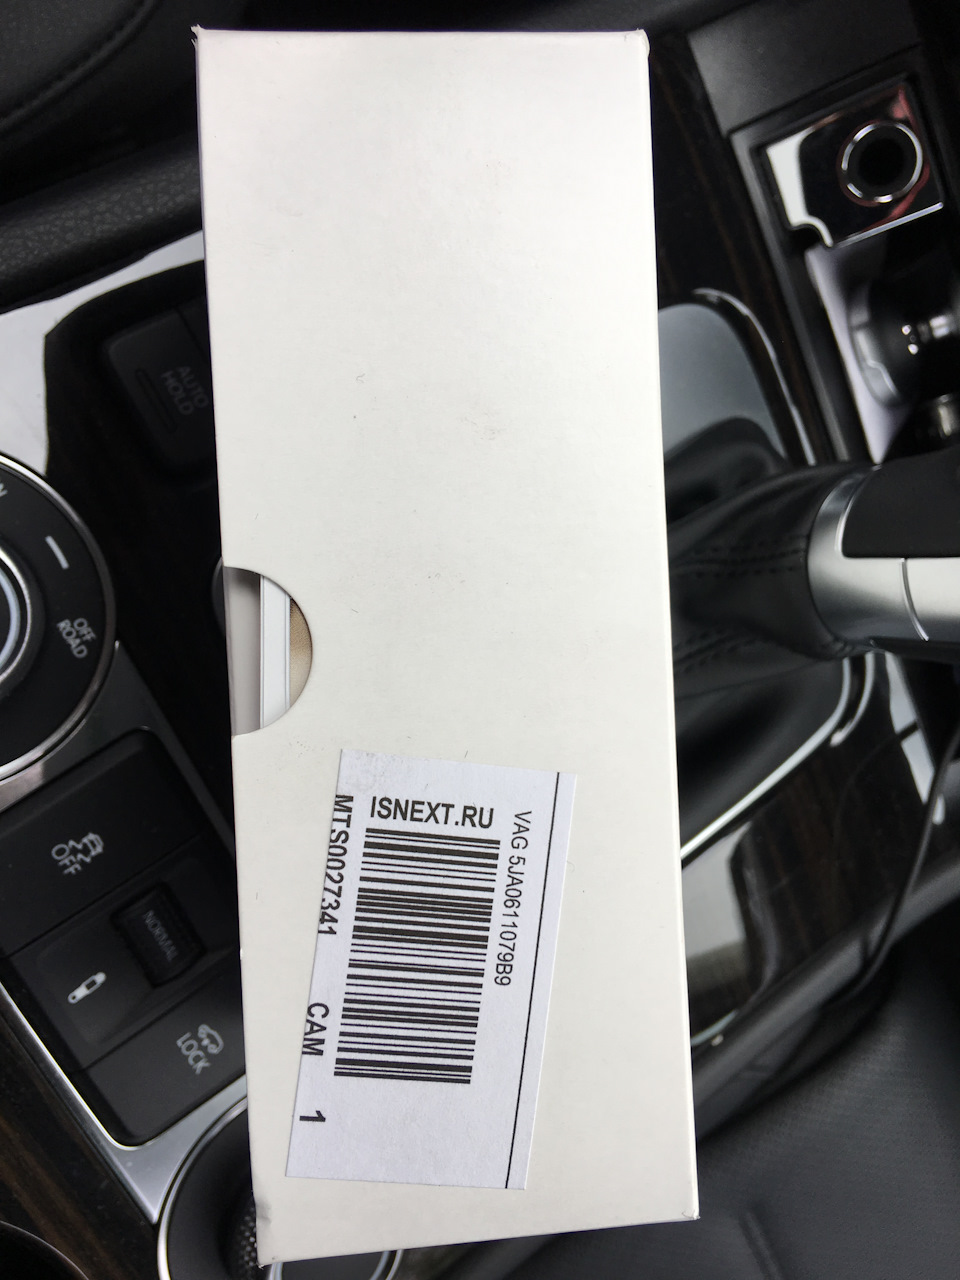 AUTO
HOLD
OFF
ROAD
OFF
NORMAL
LOCK
ISNEXT.RU
VAG 5JA0611079B9
MTS0027341 CAM 1